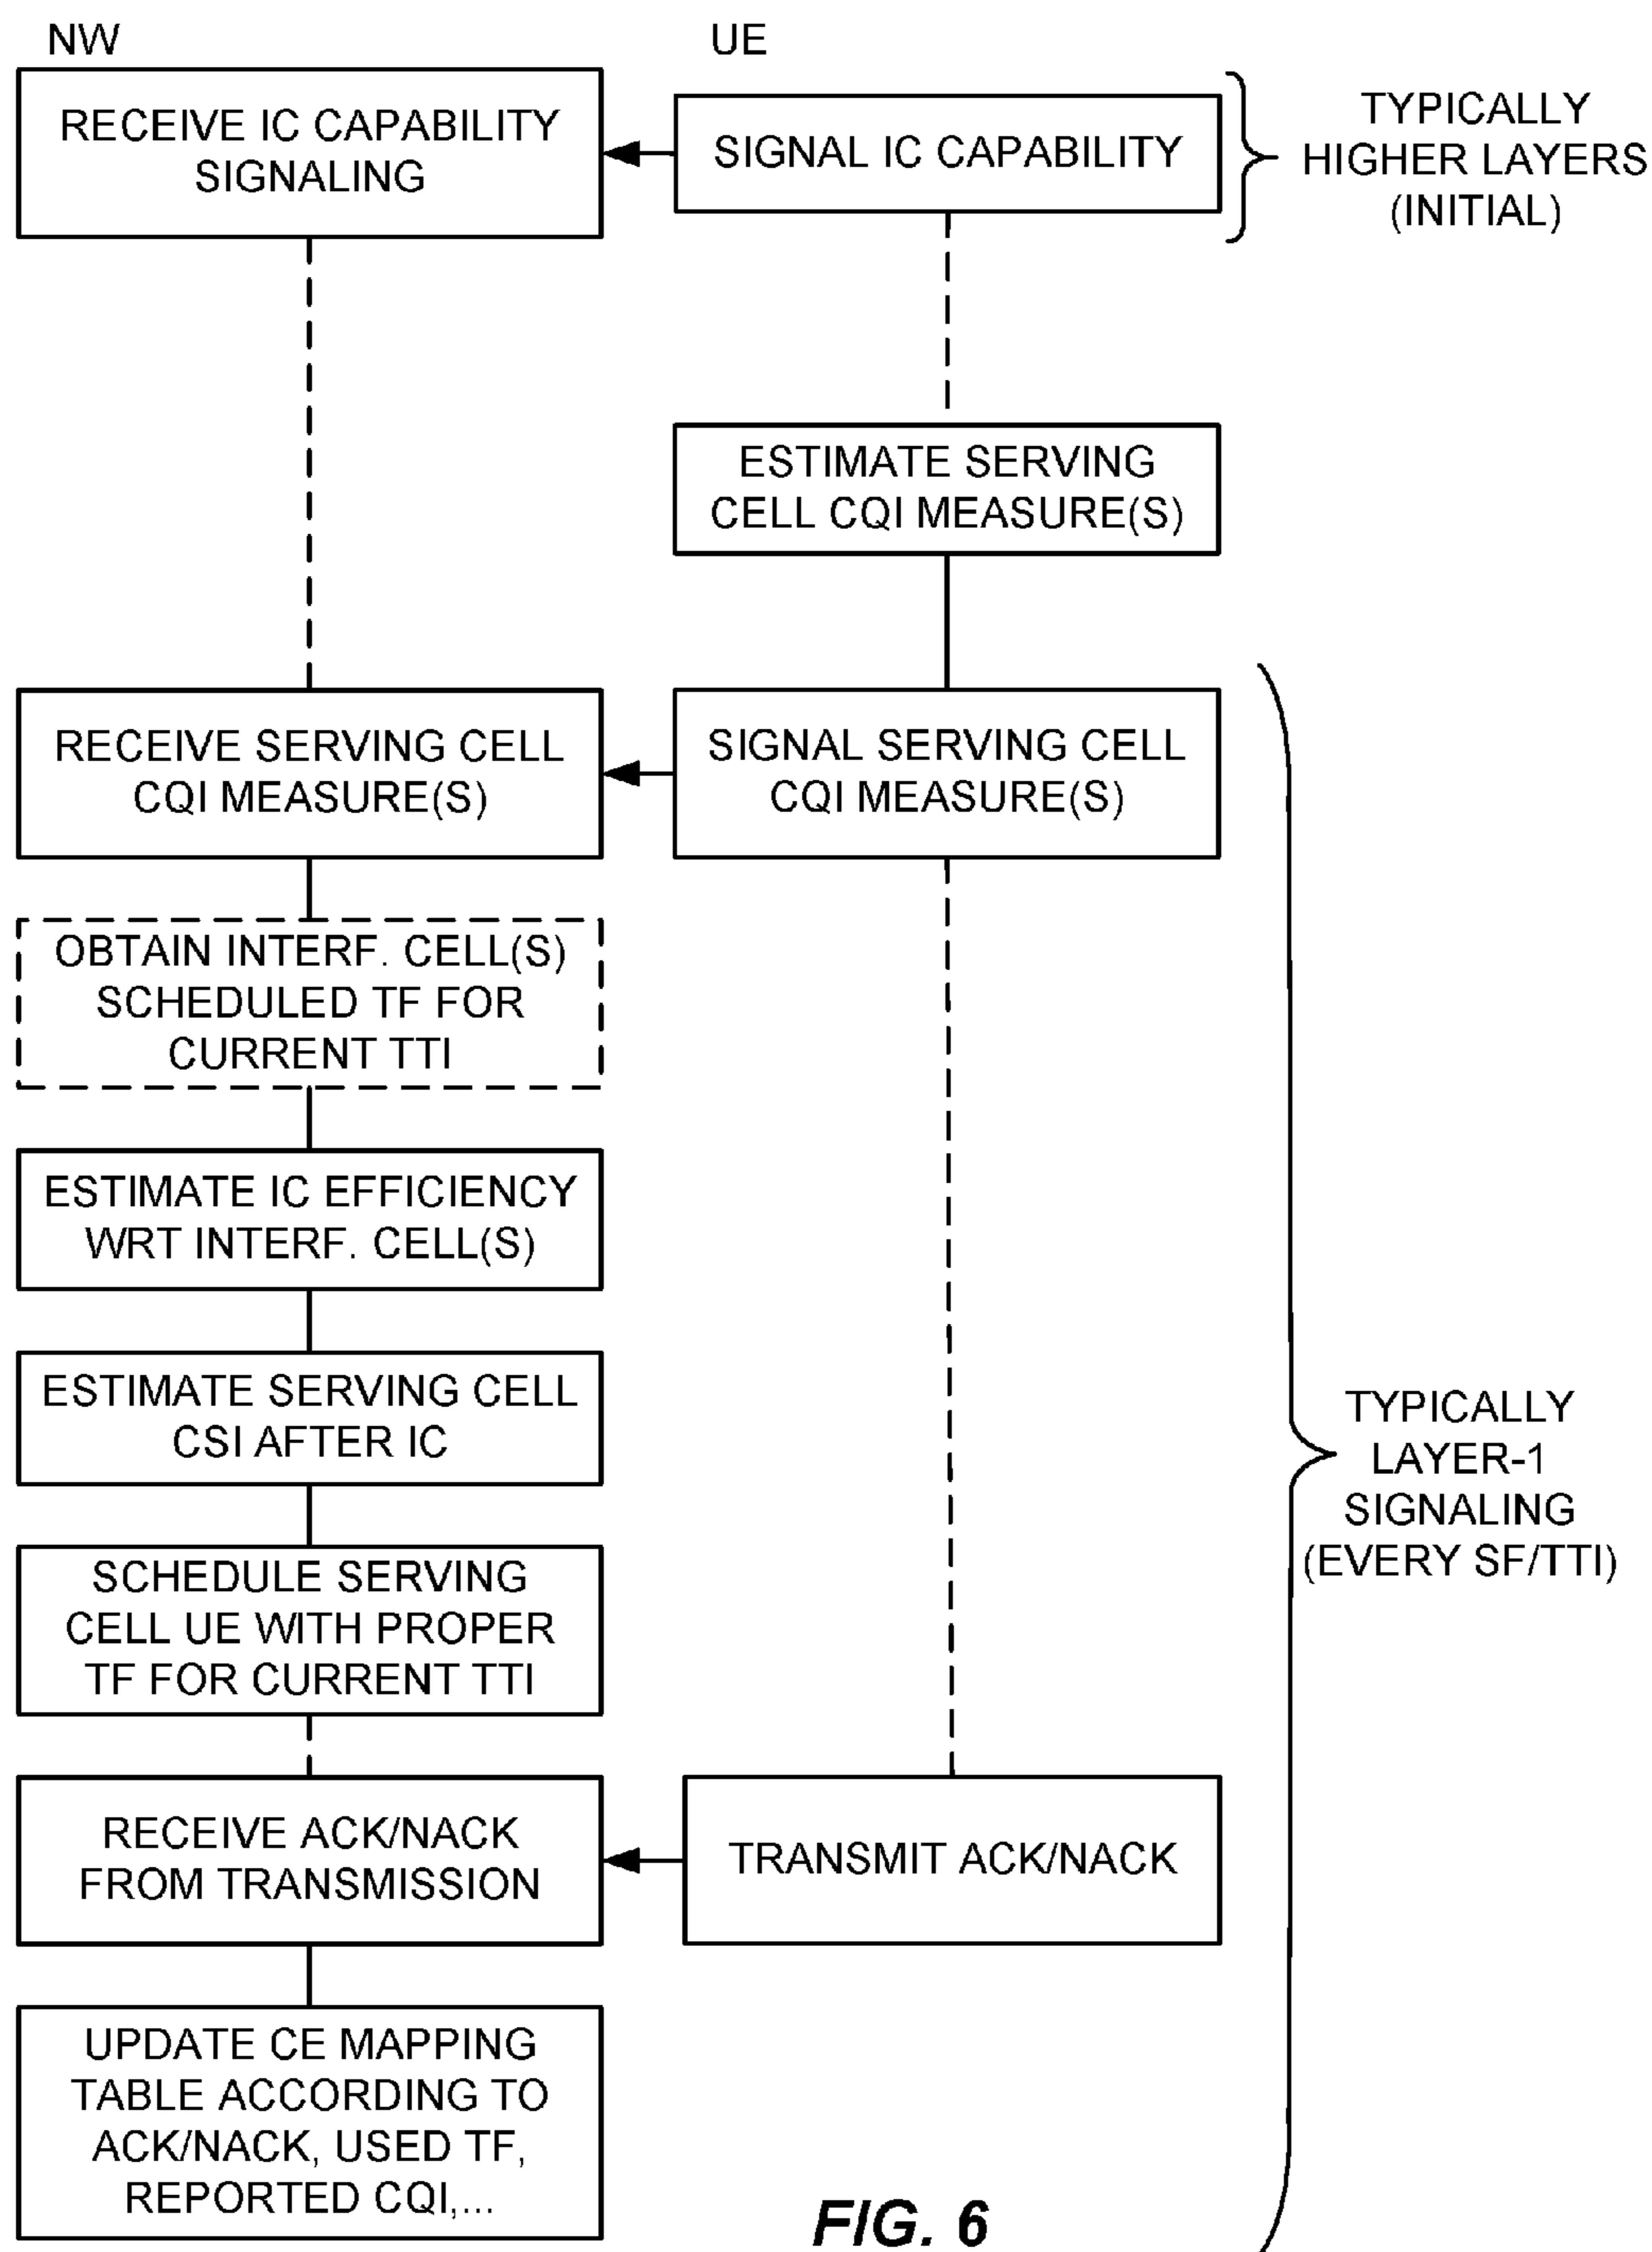 NW
UE
RECEIVE IC CAPABILITY
SIGNALING
SIGNAL IC CAPABILITY
TYPICALLY
HIGHER LAYERS
(INITIAL)
ESTIMATE SERVING
CELL CQI MEASURE(S)
RECEIVE SERVING CELL
CQI MEASURE(S)
SIGNAL SERVING CELL
CQI MEASURE(S)
OBTAIN INTERF. CELL(S)
SCHEDULED TF FOR
CURRENT TTI
ESTIMATE IC EFFICIENCY
WRT INTERF. CELL(S)
ESTIMATE SERVING CELL
CSI AFTER IC
TYPICALLY
LAYER-1
SIGNALING
(EVERY SF/TTI)
SCHEDULE SERVING
CELL UE WITH PROPER
TF FOR CURRENT TTI
RECEIVE ACK/NACK
FROM TRANSMISSION
TRANSMIT ACK/NACK
UPDATE CE MAPPING
TABLE ACCORDING TO
ACK/NACK, USED TF,
REPORTED CQI,...
FIG. 6